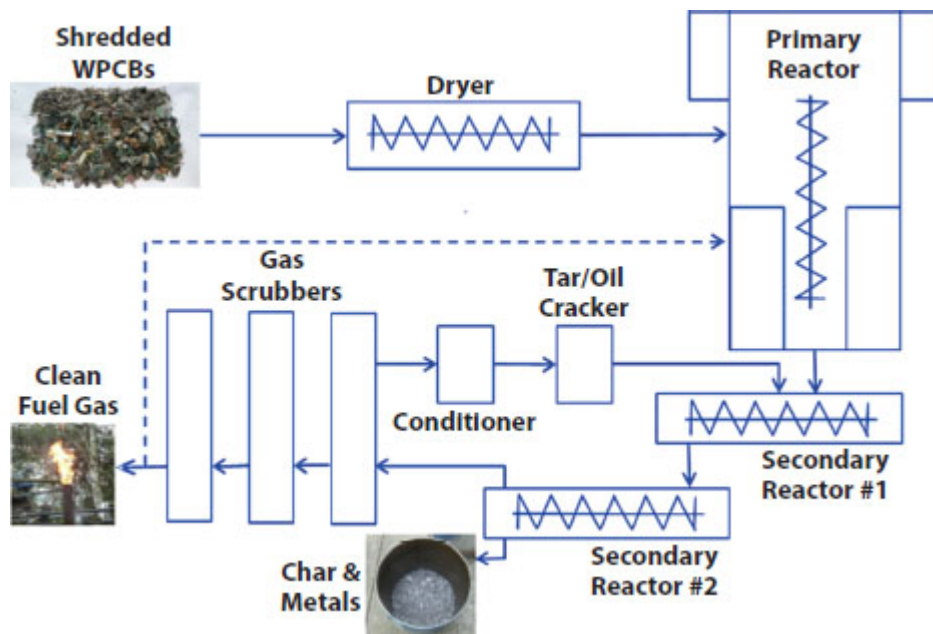 Shredded
WPCBs
Dryer
Primary
Reactor
Gas
Scrubbers
Tar/Oil
Cracker
Clean
Fuel Gas
Conditioner
Secondary
Reactor #1
Secondary
Reactor #2
Char &
Metals